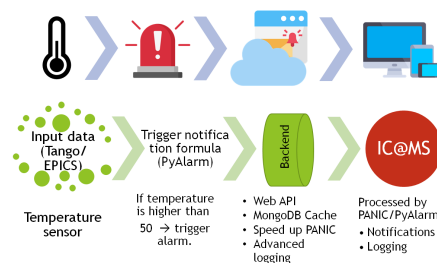 Input data
(Tango/
EPICS)
Trigger notifica
tion formula
(PyAlarm)
Backend
IC@MS
Temperature
sensor
If temperature
is higher than
50 → trigger
alarm.
• Web API
• MongoDB Cache
• Speed up PANIC
• Advanced
logging
Processed by
PANIC/PyAlarm
• Notifications
• Logging